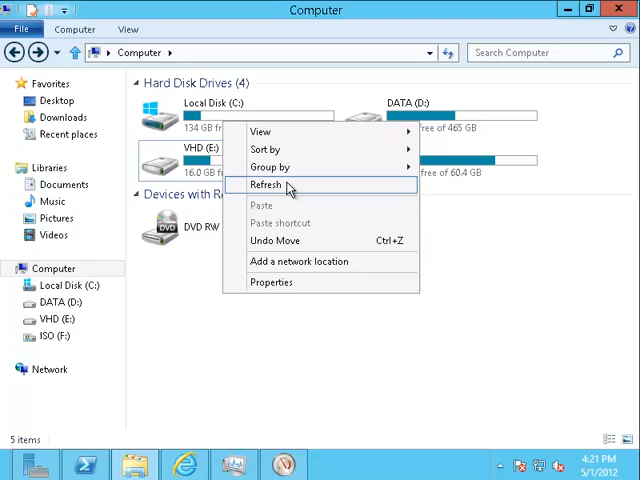 Computer
File Computer View
Computer
Search Computer
Favorites
Desktop
Downloads
Recent places
Libraries
Documents
Music
Pictures
Videos
Computer
Local Disk (C:)
DATA (D:)
VHD (E:)
ISO (F:)
Network
Hard Disk Drives (4)
Local Disk (C:)
134 GB
DATA (D:)
free of 465 GB
VHD (E:)
16.0 GB
free of 60.4 GB
Devices with Re
DVD
DVD RW
View
Sort by
Group by
Refresh
Paste
Paste shortcut
Undo Move Ctrl+Z
Add a network location
Properties
5 items
4:21 PM
5/1/2012